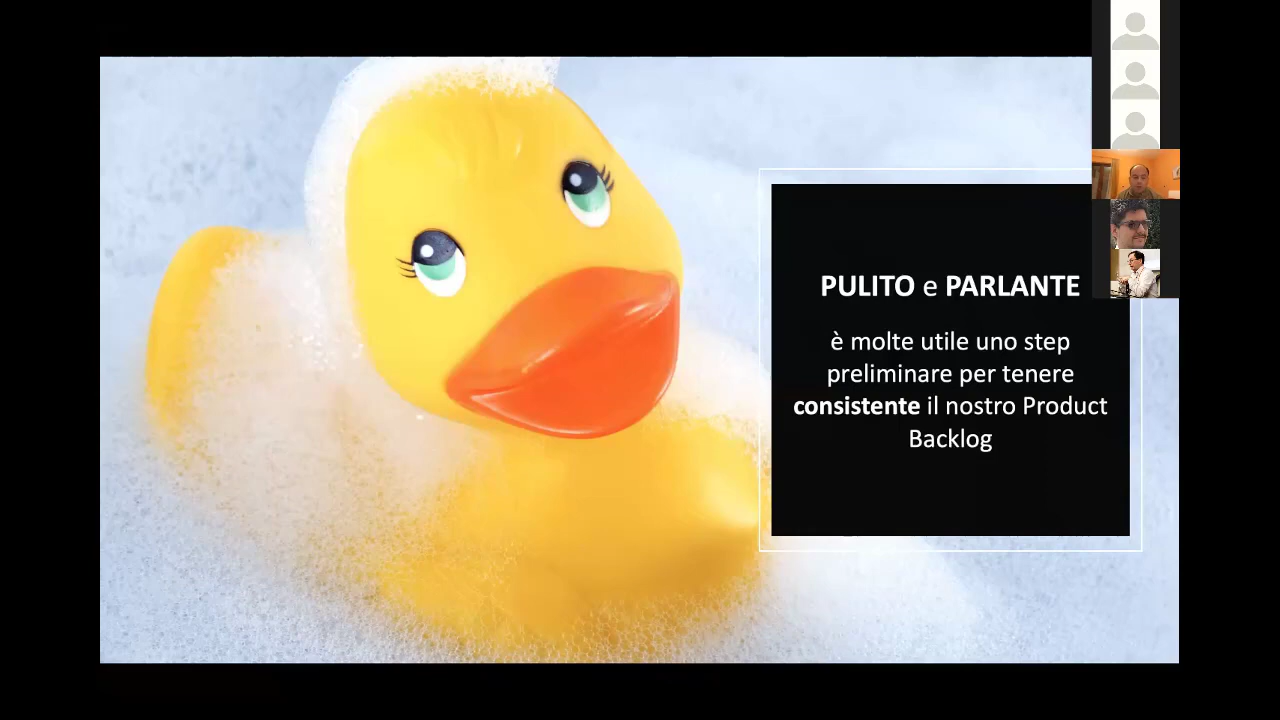 PULITO e PARLANTE
è molte utile uno step
preliminare per tenere
consistente il nostro Product
Backlog